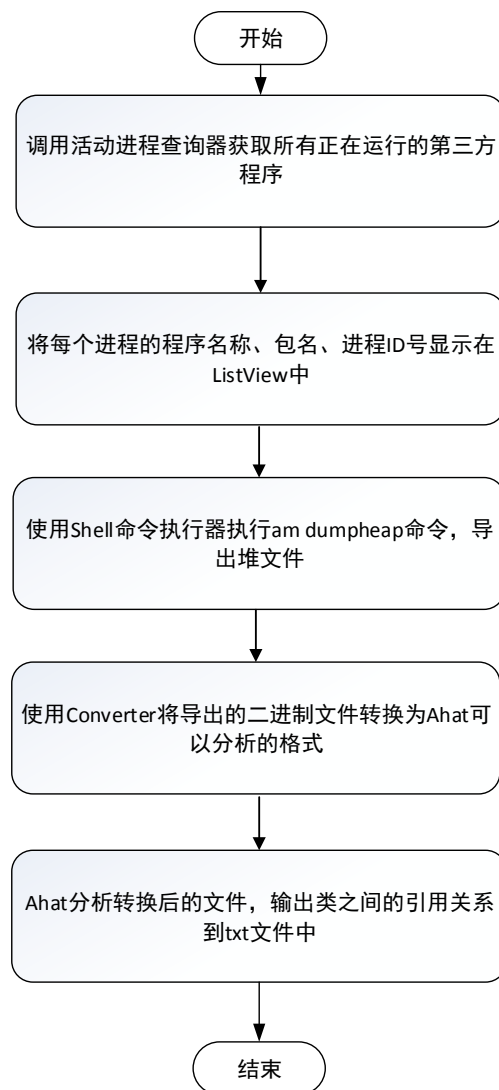 开始
调用活动进程查询器获取所有正在运行的第三方
程序
将每个进程的程序名称、包名、进程ID号显示在
ListView中
使用Shell命令执行器执行am dumpheap命令，导
出堆文件
使用Converter将导出的二进制文件转换为Ahat可
以分析的格式
Ahat分析转换后的文件，输出类之间的引用关系
到txt文件中
结束